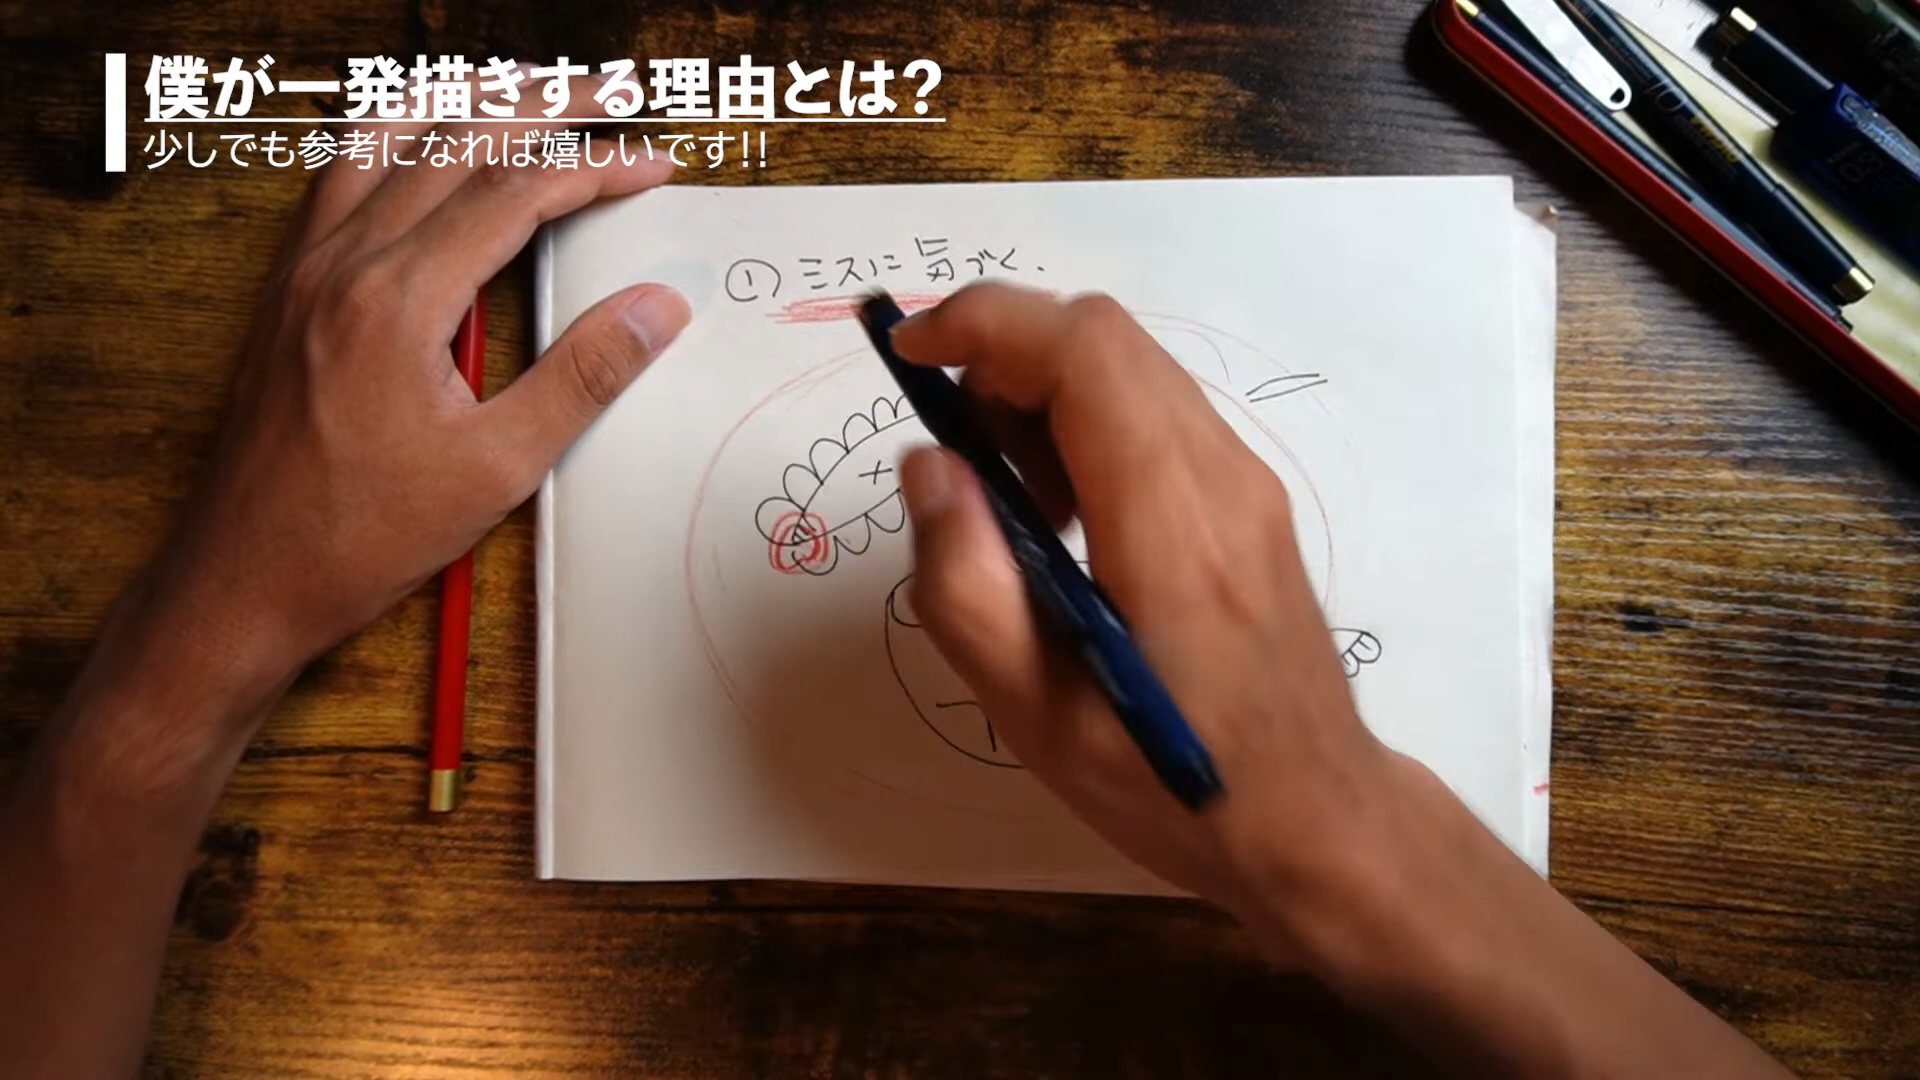 僕が一発描きする理由とは?
少しでも参考になれば嬉しいです!!
① ミスに気づく.